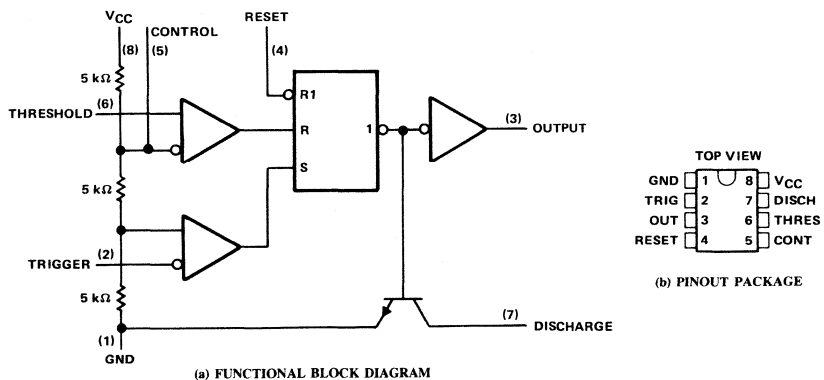 VCC
CONTROL
(8)
(5)
RESET
(4)
5 kΩ
(6)
THRESHOLD
R1
R
1
S
(3)
OUTPUT
5 kΩ
(2)
TRIGGER
5 kΩ
(1)
GND
(7)
DISCHARGE
(a) FUNCTIONAL BLOCK DIAGRAM
TOP VIEW
GND 1 8 VCC
TRIG 2 7 DISCH
OUT 3 6 THRES
RESET 4 5 CONT
(b) PINOUT PACKAGE